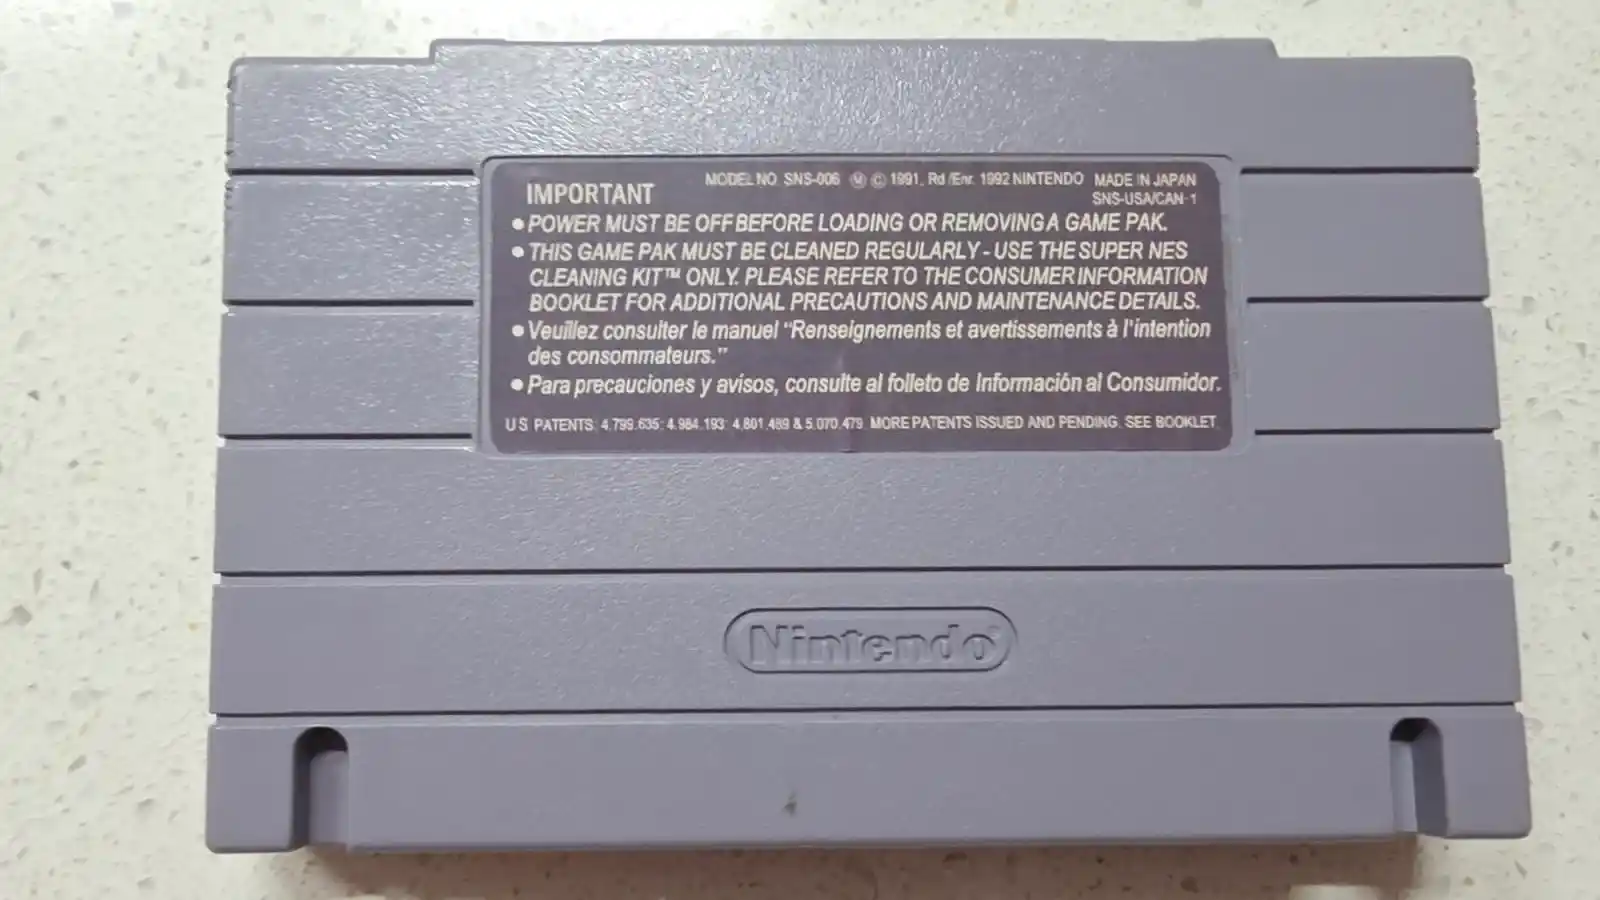 IMPORTANT
MODEL NO. SNS-006 Ⓜ © 1991, Rd /Enr. 1992 NINTENDO MADE IN JAPAN
SNS-USA/CAN-1
• POWER MUST BE OFF BEFORE LOADING OR REMOVING A GAME PAK.
• THIS GAME PAK MUST BE CLEANED REGULARLY - USE THE SUPER NES
CLEANING KIT™ ONLY. PLEASE REFER TO THE CONSUMER INFORMATION
BOOKLET FOR ADDITIONAL PRECAUTIONS AND MAINTENANCE DETAILS.
• Veuillez consulter le manuel “Renseignements et avertissements à l'intention
des consommateurs.”
• Para precauciones y avisos, consulte al folleto de Información al Consumidor.
U.S. PATENTS: 4,799,635; 4,984,193; 4,801,469 & 5,070,479 MORE PATENTS ISSUED AND PENDING. SEE BOOKLET
Nintendo